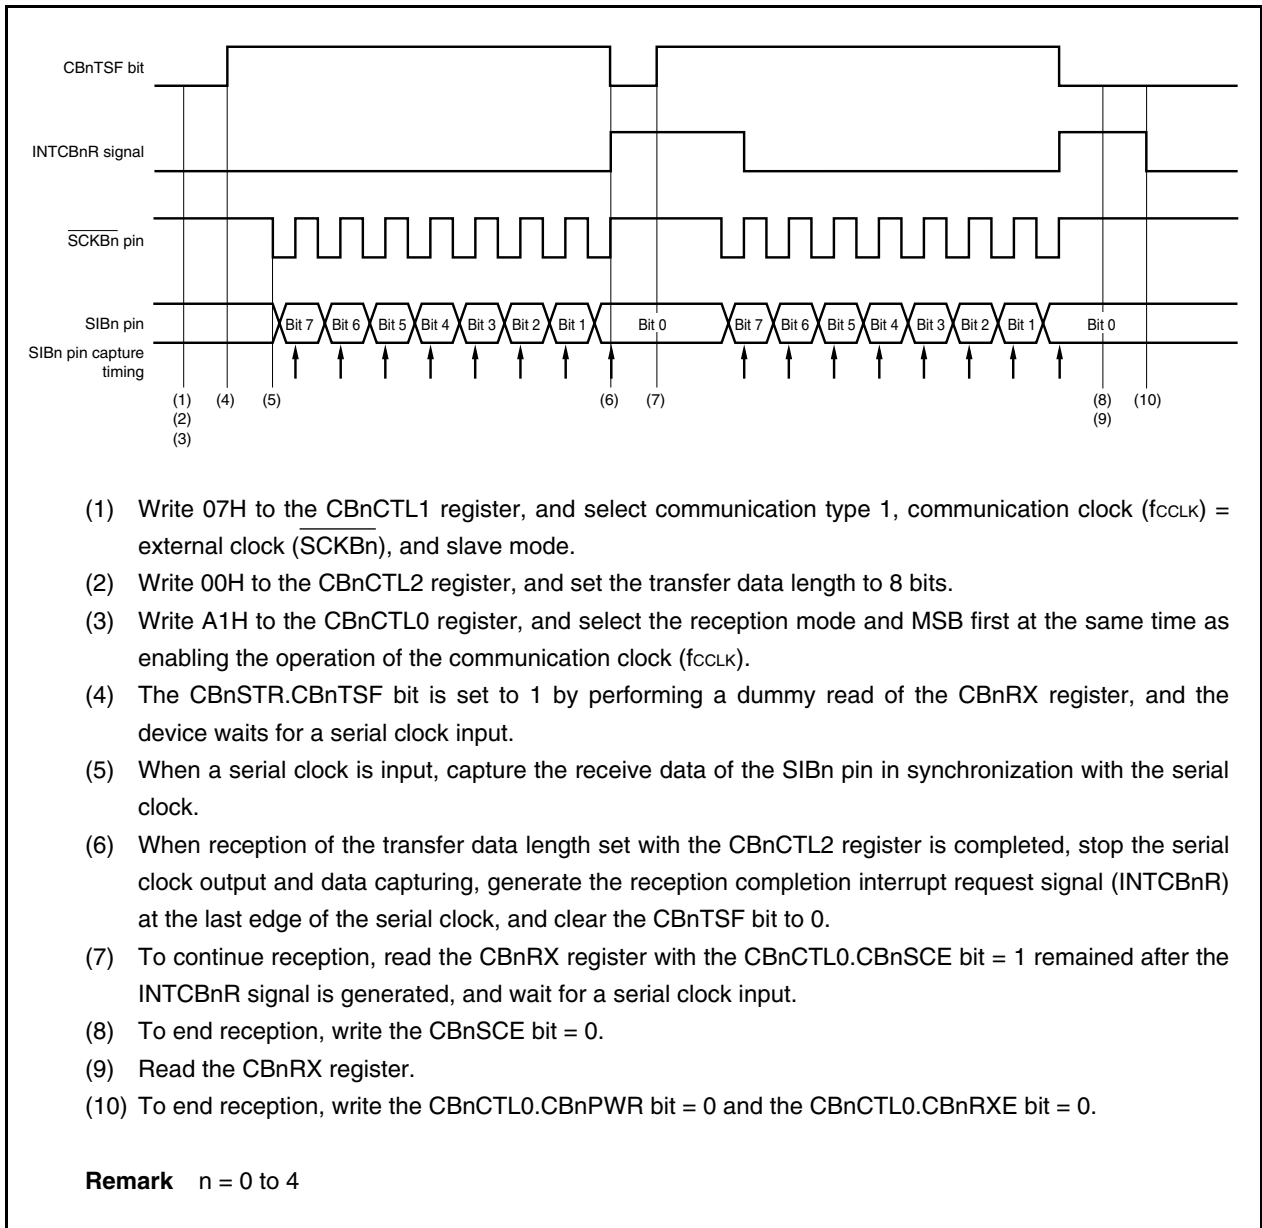 CBnTSF bit
INTCBnR signal
SCKBn pin
SIBn pin
Bit 7 Bit 6 Bit 5 Bit 4 Bit 3 Bit 2 Bit 1 Bit 0 Bit 7 Bit 6 Bit 5 Bit 4 Bit 3 Bit 2 Bit 1 Bit 0
SIBn pin capture
timing
(1) (4) (5) (6) (7) (8) (10)
(2) (9)
(3)
(1) Write 07H to the CBnCTL1 register, and select communication type 1, communication clock (fCCLK) =
external clock (SCKBn), and slave mode.
(2) Write 00H to the CBnCTL2 register, and set the transfer data length to 8 bits.
(3) Write A1H to the CBnCTL0 register, and select the reception mode and MSB first at the same time as
enabling the operation of the communication clock (fCCLK).
(4) The CBnSTR.CBnTSF bit is set to 1 by performing a dummy read of the CBnRX register, and the
device waits for a serial clock input.
(5) When a serial clock is input, capture the receive data of the SIBn pin in synchronization with the serial
clock.
(6) When reception of the transfer data length set with the CBnCTL2 register is completed, stop the serial
clock output and data capturing, generate the reception completion interrupt request signal (INTCBnR)
at the last edge of the serial clock, and clear the CBnTSF bit to 0.
(7) To continue reception, read the CBnRX register with the CBnCTL0.CBnSCE bit = 1 remained after the
INTCBnR signal is generated, and wait for a serial clock input.
(8) To end reception, write the CBnSCE bit = 0.
(9) Read the CBnRX register.
(10) To end reception, write the CBnCTL0.CBnPWR bit = 0 and the CBnCTL0.CBnRXE bit = 0.
Remark n = 0 to 4